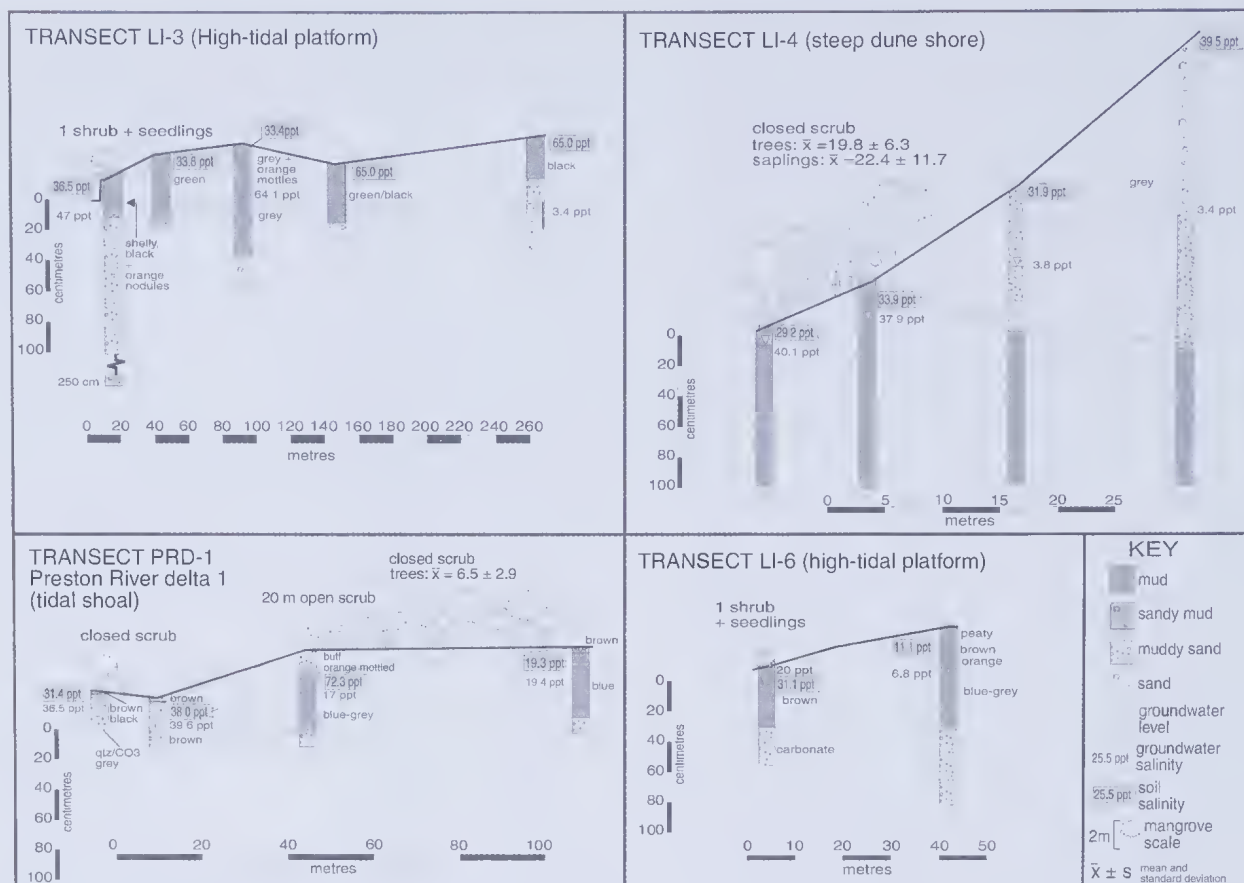 TRANSECT LI-3 (High-tidal platform)
1 shrup + seedlings
33.4ppt
36.5 ppt
33.8 ppt
green
grey +
orange
mottles
64.1 ppt
grey
65.0 ppt
green/black
65.0 ppt
black
3.4 ppt
47 ppt
shelly,
black
+
orange
nodules
0
20
40
60
80
100
centimetres
250 cm
0 20 40 60 80 100 120 140 160 180 200 220 240 260
metres
TRANSECT LI-4 (steep dune shore)
39.5 ppt
closed scrub
trees: x̄ =19.8 ± 6.3
saplings: x̄ =22.4 ± 11.7
31.9 ppt
grey
3.4 ppt
3.8 ppt
33.9 ppt
37.9 ppt
29.2 ppt
40.1 ppt
0
20
40
60
80
100
centimetres
0 5 10 15 20 25
metres
TRANSECT PRD-1
Preston River delta 1
(tidal shoal)
closed scrub
trees: x̄ = 6.5 ± 2.9
20 m open scrub
closed scrub
31.4 ppt
38.5 ppt
brown
black
qtz/CO3
grey
brown
38.0 ppt
39.6 ppt
brown
buff
orange mottled
72.3 ppt
17 ppt
blue-grey
brown
19.3 ppt
19.4 ppt
blue
0
20
40
60
80
100
centimetres
0 20 40 60 80 100
metres
TRANSECT LI-6 (high-tidal platform)
1 shrub
+ seedlings
20 ppt
31.1 ppt
brown
carbonate
11.1 ppt
6.8 ppt
peaty
brown
orange
blue-grey
0
20
40
60
80
100
centimetres
0 10 20 30 40 50
metres
KEY
mud
sandy mud
muddy sand
sand
groundwater
level
25.5 ppt groundwater
salinity
25.5 ppt soil
salinity
2m mangrove
scale
x̄ ± S mean and
standard deviation